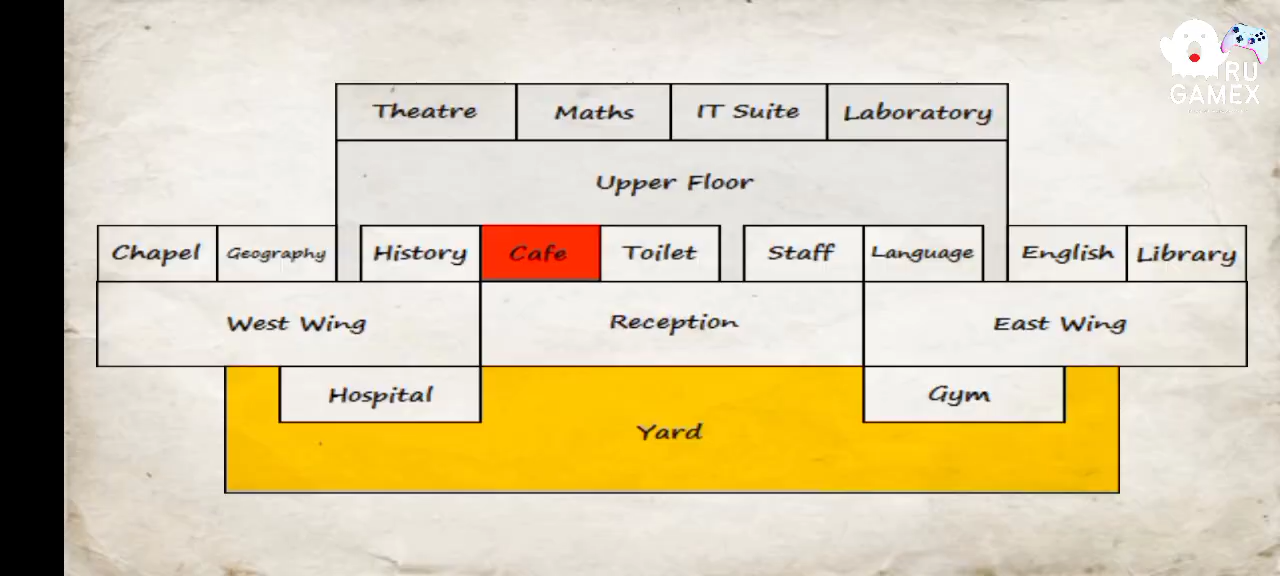 RU
GAMEX
Theatre Maths IT Suite Laboratory
Upper Floor
Chapel Geography History Cafe Toilet Staff Language English Library
West Wing Reception East Wing
Hospital Gym
Yard